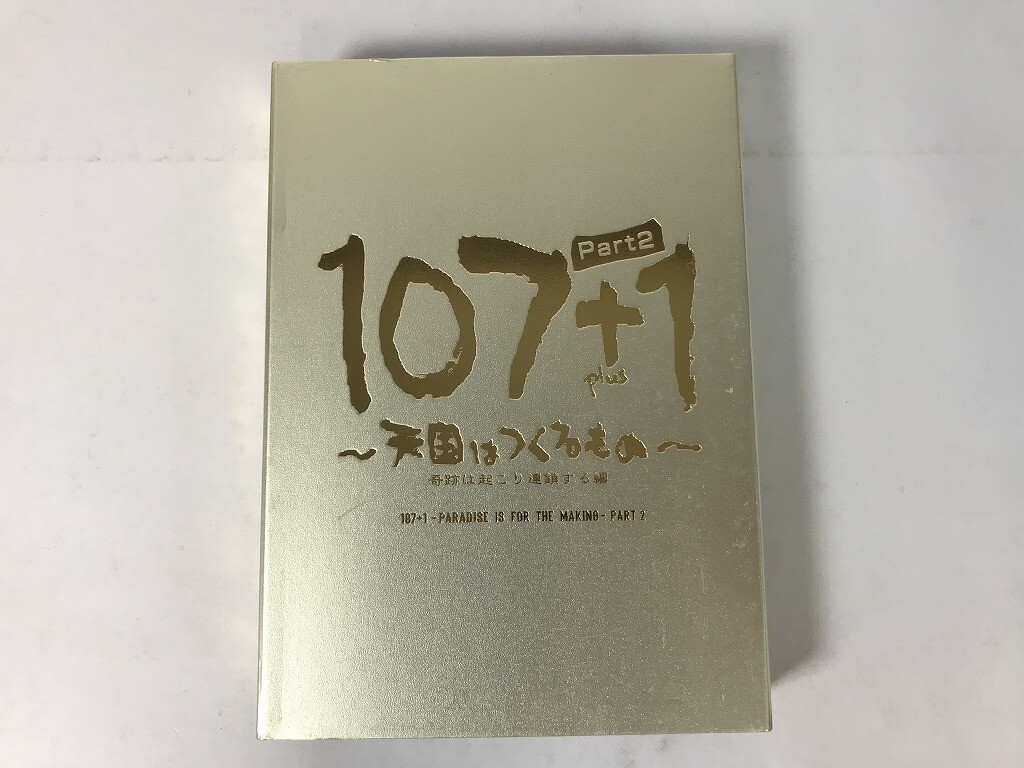 Part2
107+1
plus
～天国はつくるもの～
奇跡は起こり連鎖する編
107+1 -PARADISE IS FOR THE MAKING- PART 2